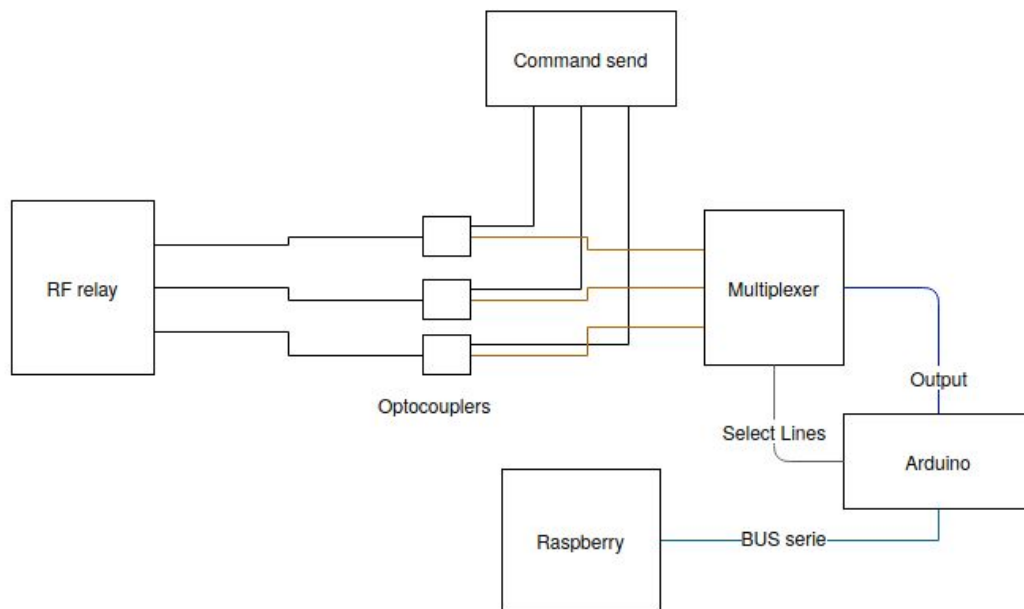 Command send
RF relay
Multiplexer
Optocouplers
Output
Select Lines
Arduino
Raspberry
BUS serie